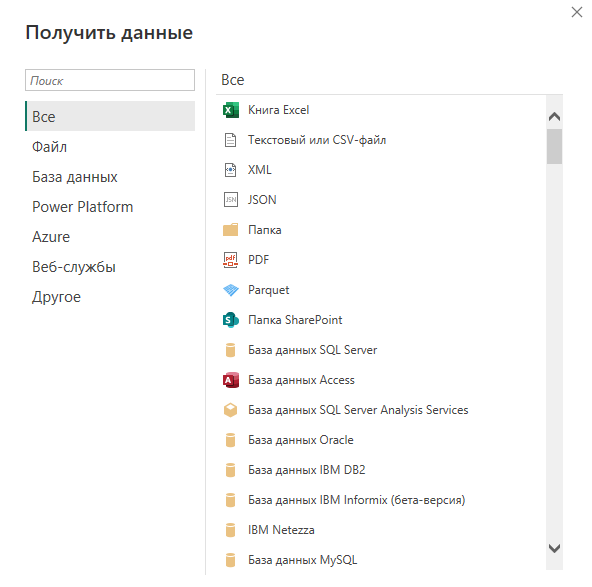 Получить данные
Поиск
Все
Файл
База данных
Power Platform
Azure
Веб-службы
Другое
Все
Книга Excel
Текстовый или CSV-файл
XML
JSON
Папка
PDF
Parquet
Папка SharePoint
База данных SQL Server
База данных Access
База данных SQL Server Analysis Services
База данных Oracle
База данных IBM DB2
База данных IBM Informix (бета-версия)
IBM Netezza
База данных MySQL